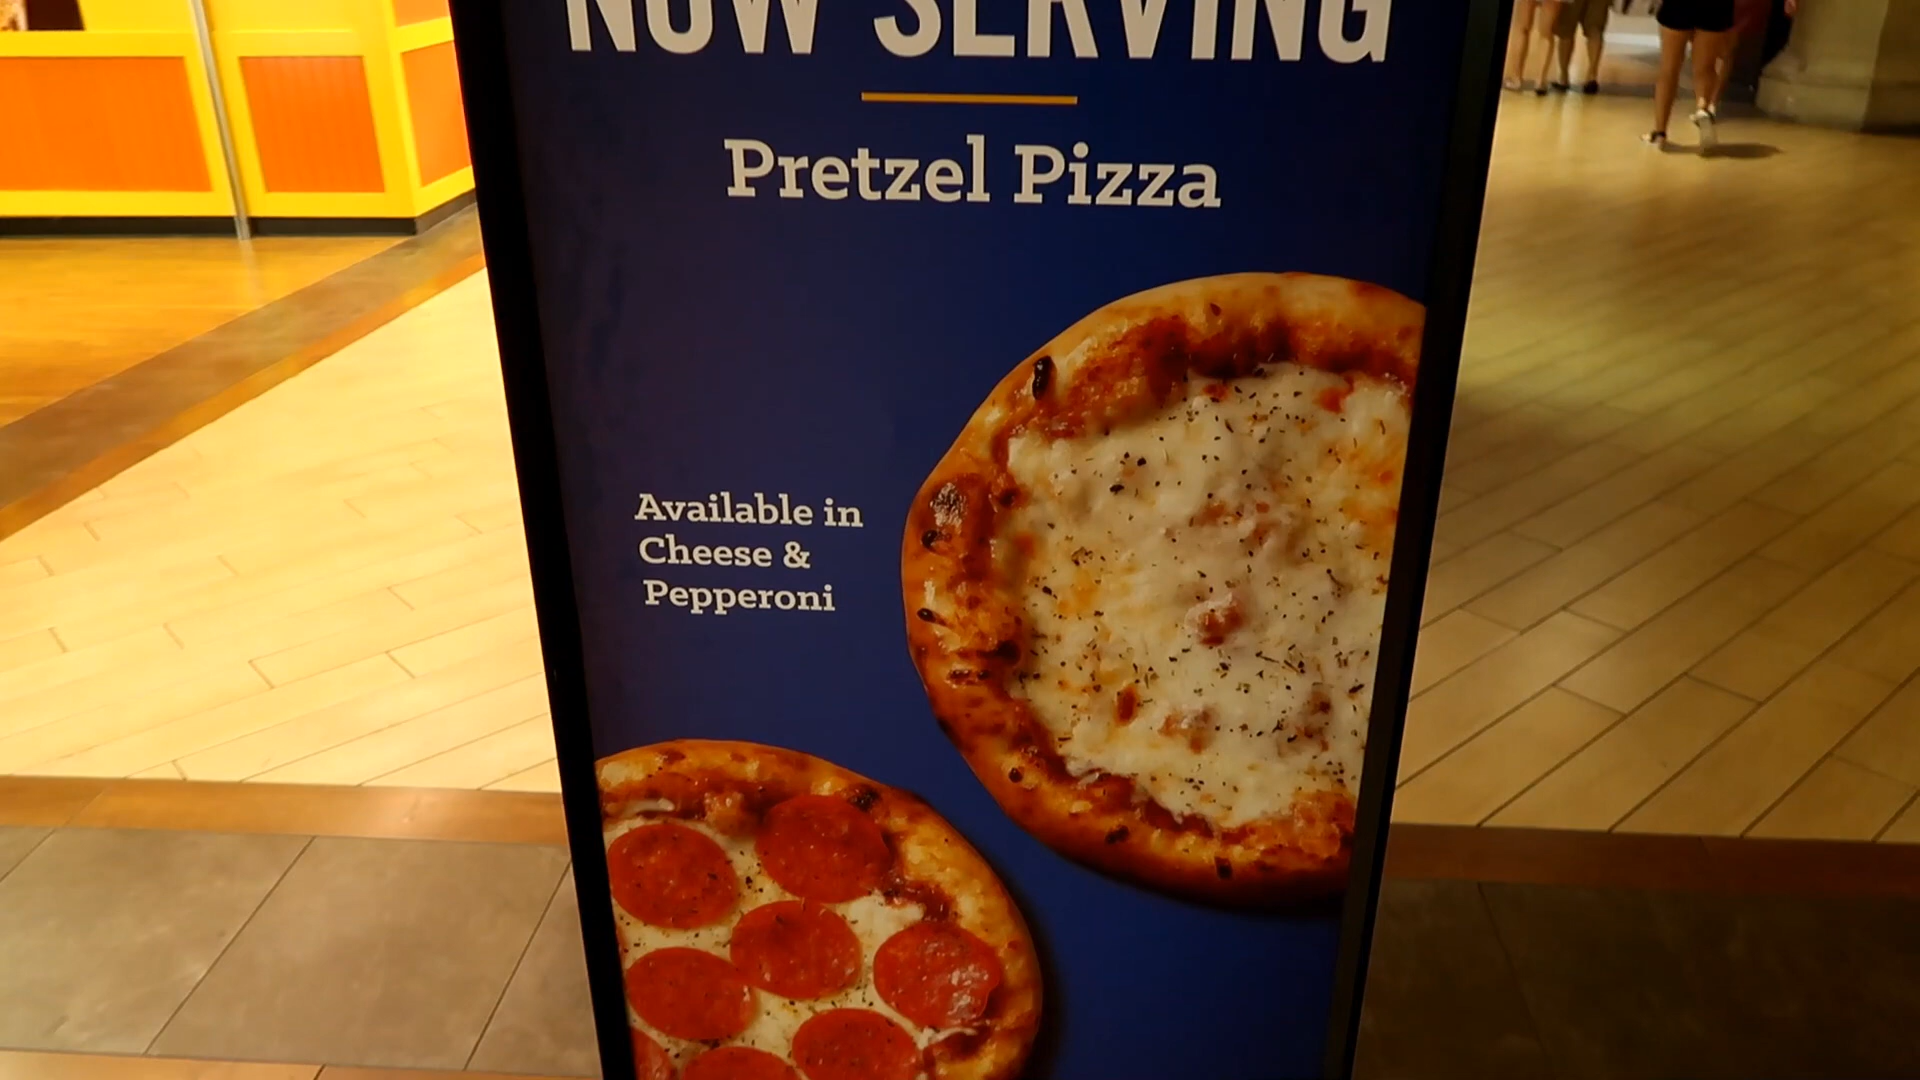 NOW SERVING
Pretzel Pizza
Available in
Cheese &
Pepperoni